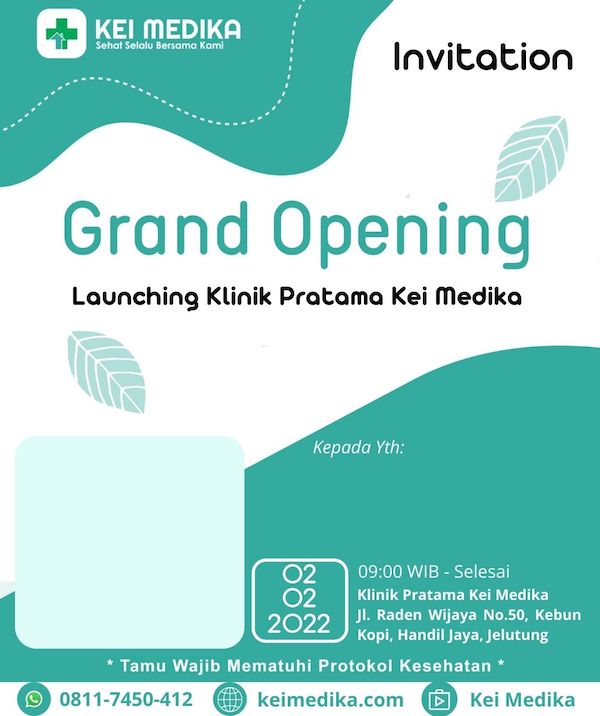 KEI MEDIKA
Sehat Selalu Bersama Kami
Invitation
Grand Opening
Launching Klinik Pratama Kei Medika
Kepada Yth:
02
02
2022
09:00 WIB - Selesai
Klinik Pratama Kei Medika
Jl. Raden Wijaya No.50, Kebun
Kopi, Handil Jaya, Jelutung
* Tamu Wajib Mematuhi Protokol Kesehatan *
0811-7450-412 keimedika.com Kei Medika